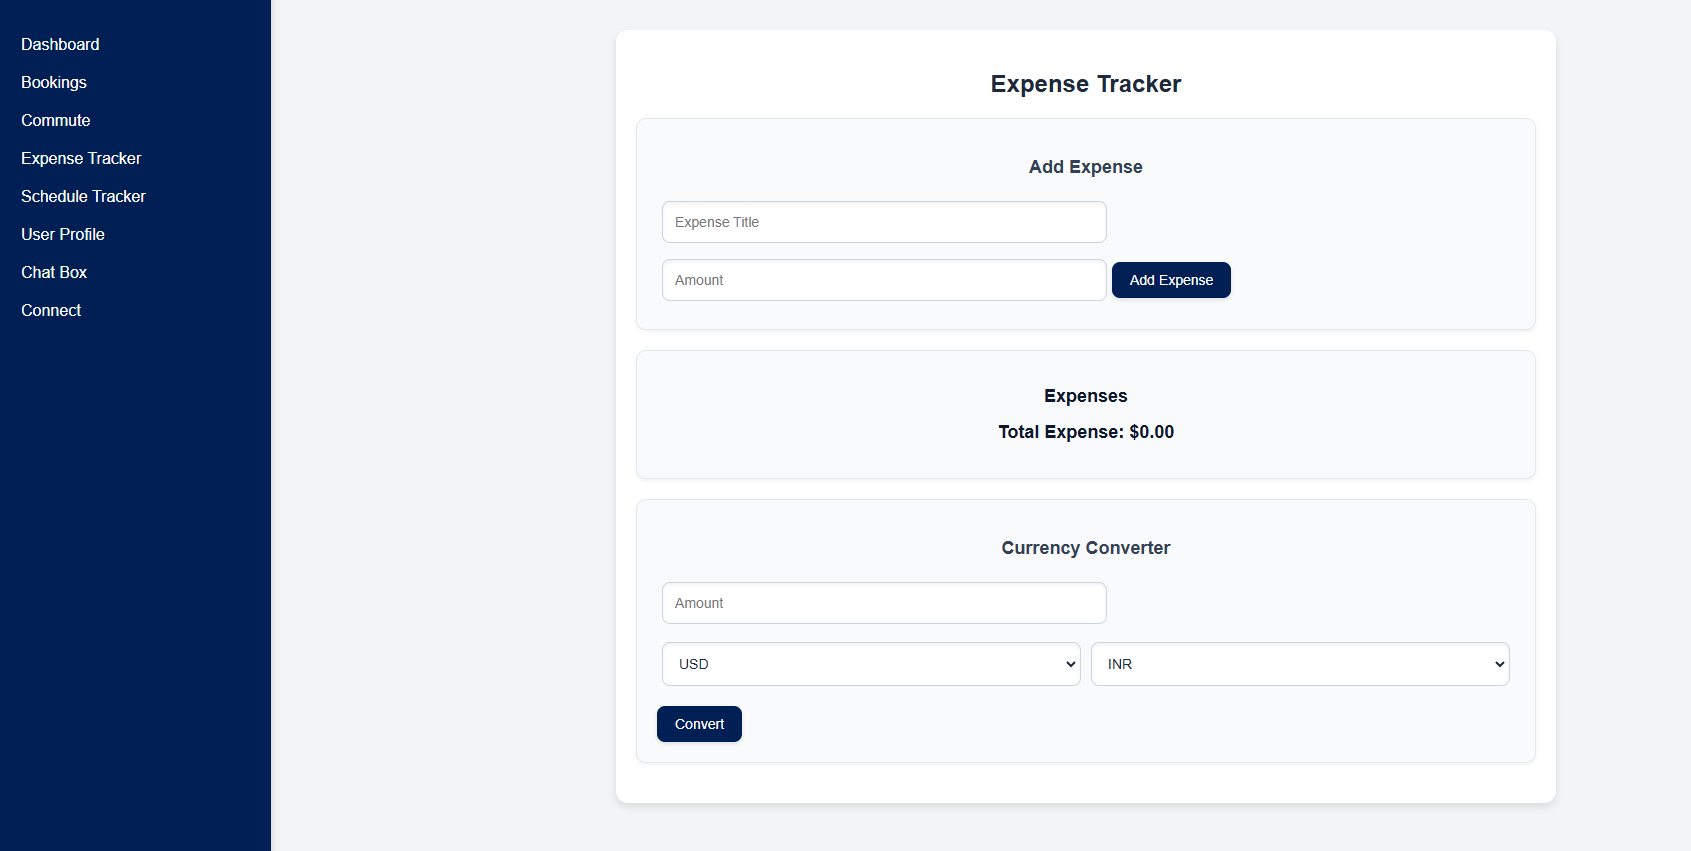 Dashboard
Bookings
Commute
Expense Tracker
Schedule Tracker
User Profile
Chat Box
Connect
Expense Tracker
Add Expense
Expense Title
Amount
Add Expense
Expenses
Total Expense: $0.00
Currency Converter
Amount
USD
INR
Convert